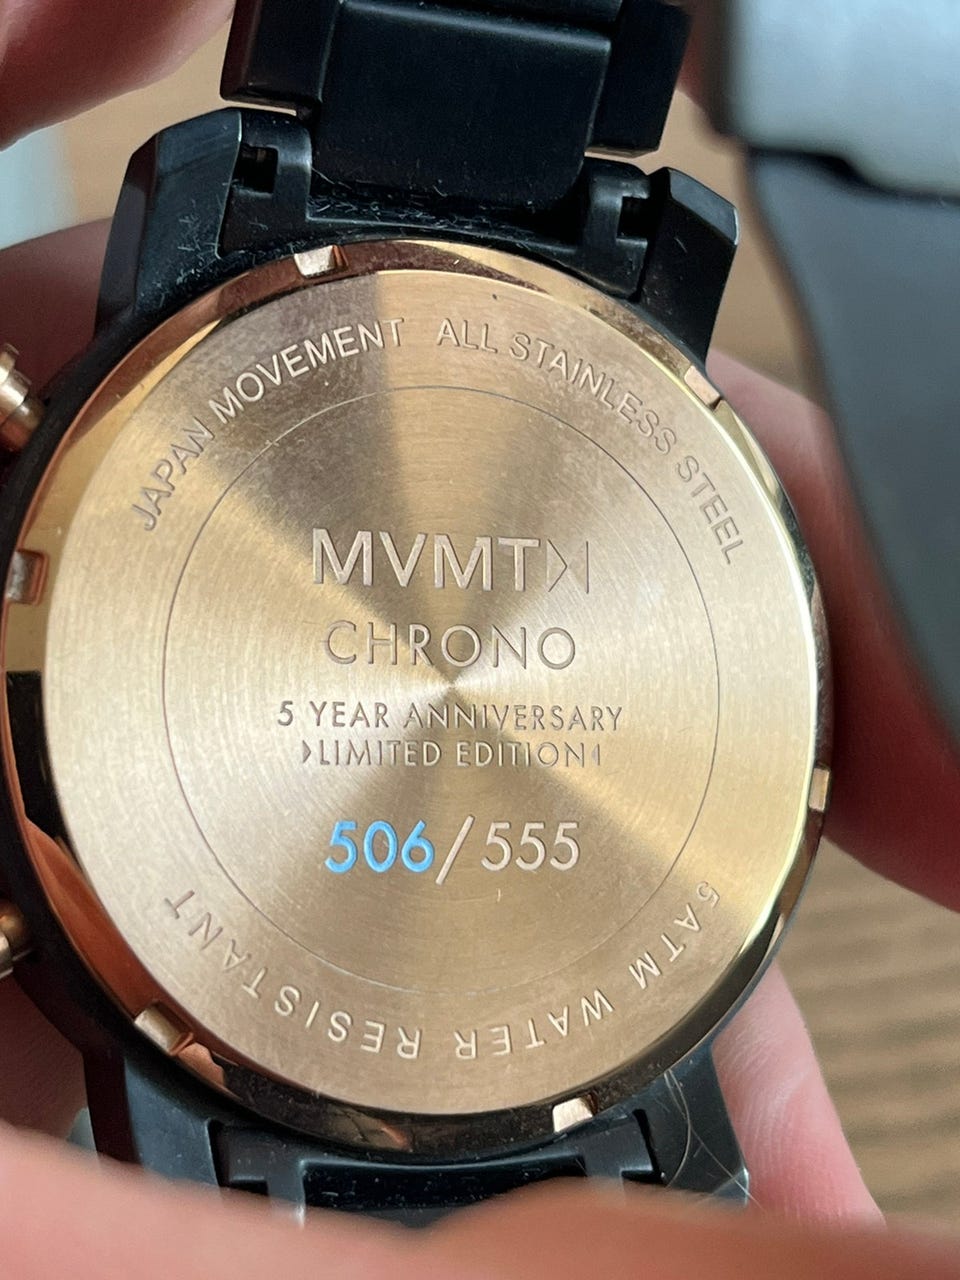 JAPAN MOVEMENT ALL STAINLESS STEEL
MVMT
CHRONO
5 YEAR ANNIVERSARY
LIMITED EDITION
506/555
5ATM WATER RESISTANT